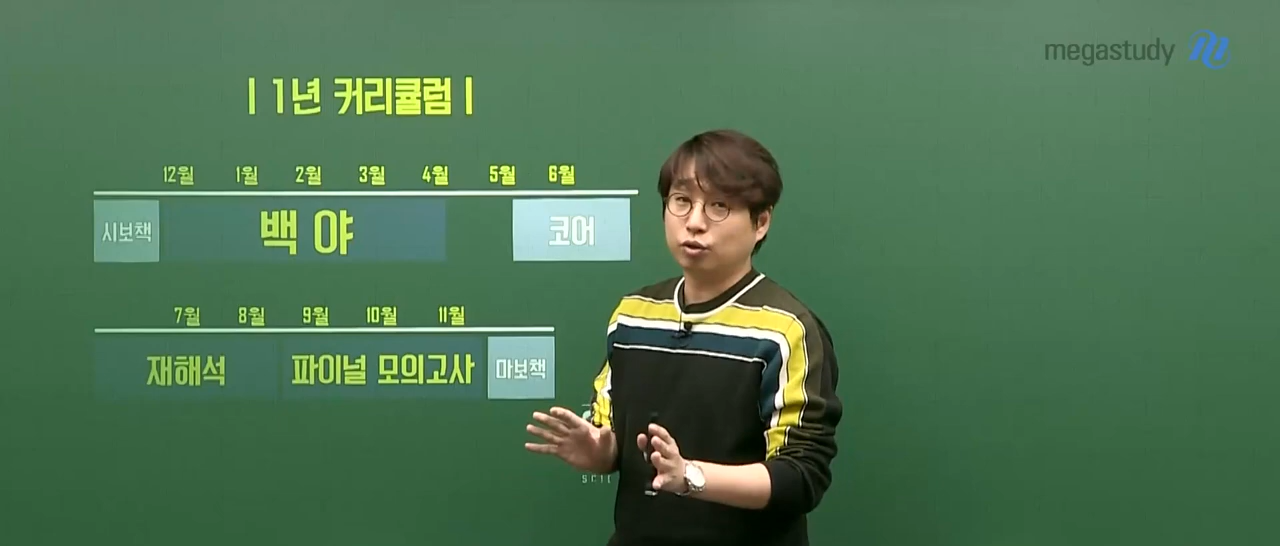 megastudy
| 1년 커리큘럼 |
12월 1월 2월 3월 4월 5월 6월
시보책 백야 코어
7월 8월 9월 10월 11월
재해석 파이널 모의고사 마보책